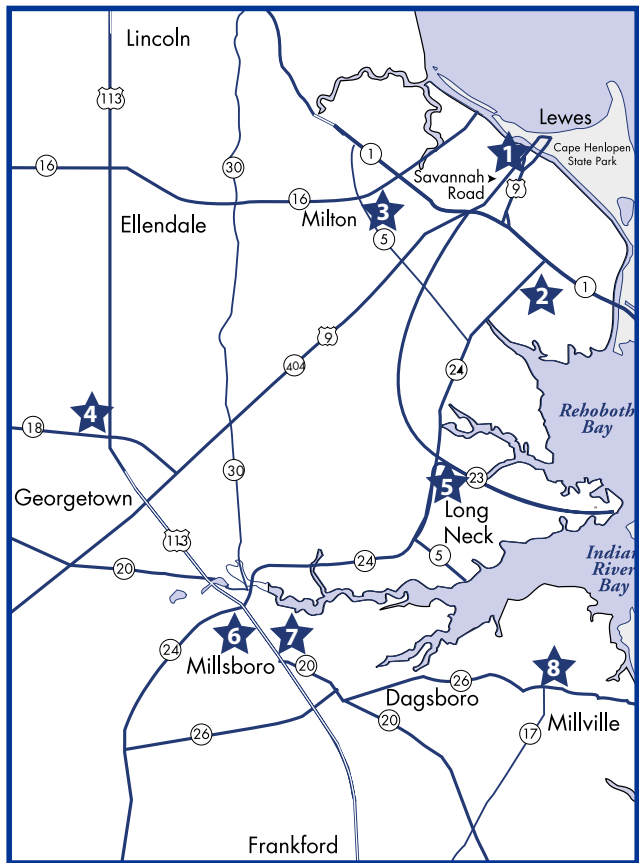 Lincoln
113
Lewes
Cape Henlopen
State Park
1
1
Savannah
Road
9
16
30
16
Milton
3
5
Ellendale
2
1
9
404
24
4
18
Rehoboth
Bay
30
5
23
Georgetown
Long
Neck
113
20
24
5
Indian
River
Bay
6
7
24
Millsboro
20
8
26
Dagsboro
26
20
17
Millville
Frankford